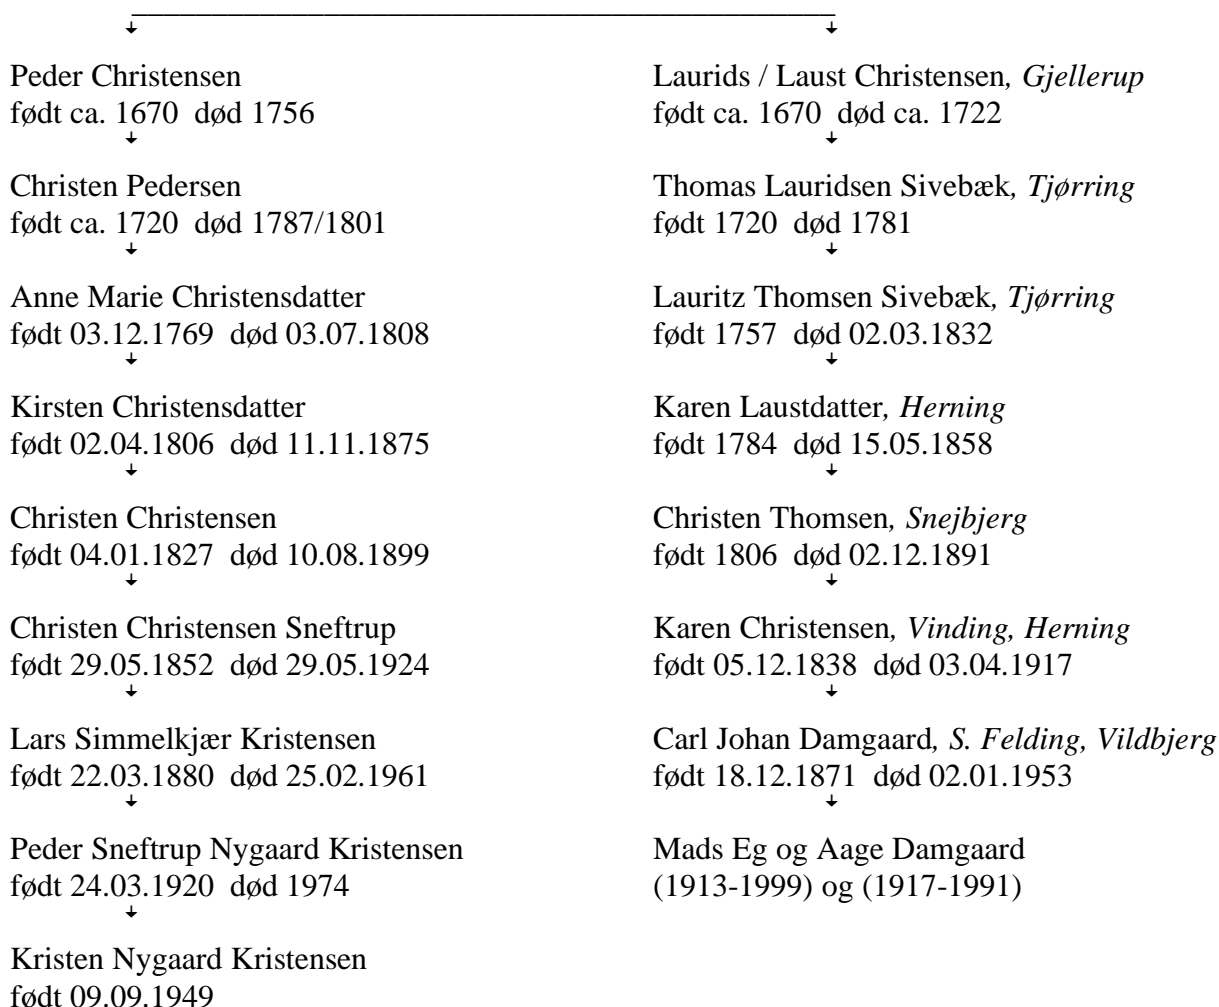 Peder Christensen
født ca. 1670 død 1756
Christen Pedersen
født ca. 1720 død 1787/1801
Anne Marie Christensdatter
født 03.12.1769 død 03.07.1808
Kirsten Christensdatter
født 02.04.1806 død 11.11.1875
Christen Christensen
født 04.01.1827 død 10.08.1899
Christen Christensen Sneftrup
født 29.05.1852 død 29.05.1924
Lars Simmelkjær Kristensen
født 22.03.1880 død 25.02.1961
Peder Sneftrup Nygaard Kristensen
født 24.03.1920 død 1974
Kristen Nygaard Kristensen
født 09.09.1949
Laurids / Laust Christensen, Gjellerup
født ca. 1670 død ca. 1722
Thomas Lauridsen Sivebæk, Tjørring
født 1720 død 1781
Lauritz Thomsen Sivebæk, Tjørring
født 1757 død 02.03.1832
Karen Laustdatter, Herning
født 1784 død 15.05.1858
Christen Thomsen, Snejbjerg
født 1806 død 02.12.1891
Karen Christensen, Vinding, Herning
født 05.12.1838 død 03.04.1917
Carl Johan Damgaard, S. Felding, Vildbjerg
født 18.12.1871 død 02.01.1953
Mads Eg og Aage Damgaard
(1913-1999) og (1917-1991)